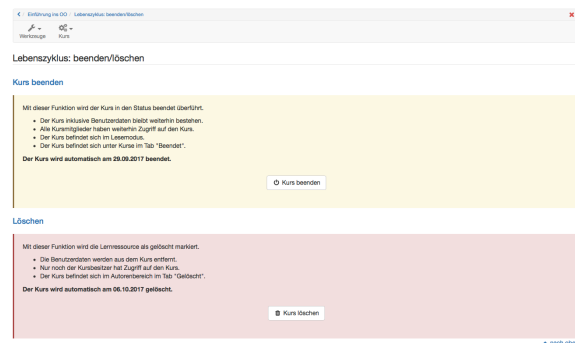 Einführung ins OO / Lebenszyklus: beenden/löschen
Werkzeuge Kurs
Lebenszyklus: beenden/löschen
Kurs beenden
Mit dieser Funktion wird der Kurs in den Status beendet überführt.
Der Kurs inklusive Benutzerdaten bleibt weiterhin bestehen.
Alle Kursmitglieder haben weiterhin Zugriff auf den Kurs.
Der Kurs befindet sich im Lesemodus.
Der Kurs befindet sich unter Kurse im Tab "Beendet".
Der Kurs wird automatisch am 29.09.2017 beendet.
Kurs beenden
Löschen
Mit dieser Funktion wird die Lernressource als gelöscht markiert.
Die Benutzerdaten werden aus dem Kurs entfernt.
Nur noch der Kursbesitzer hat Zugriff auf den Kurs.
Der Kurs befindet sich im Autorenbereich im Tab "Gelöscht".
Der Kurs wird automatisch am 06.10.2017 gelöscht.
Kurs löschen